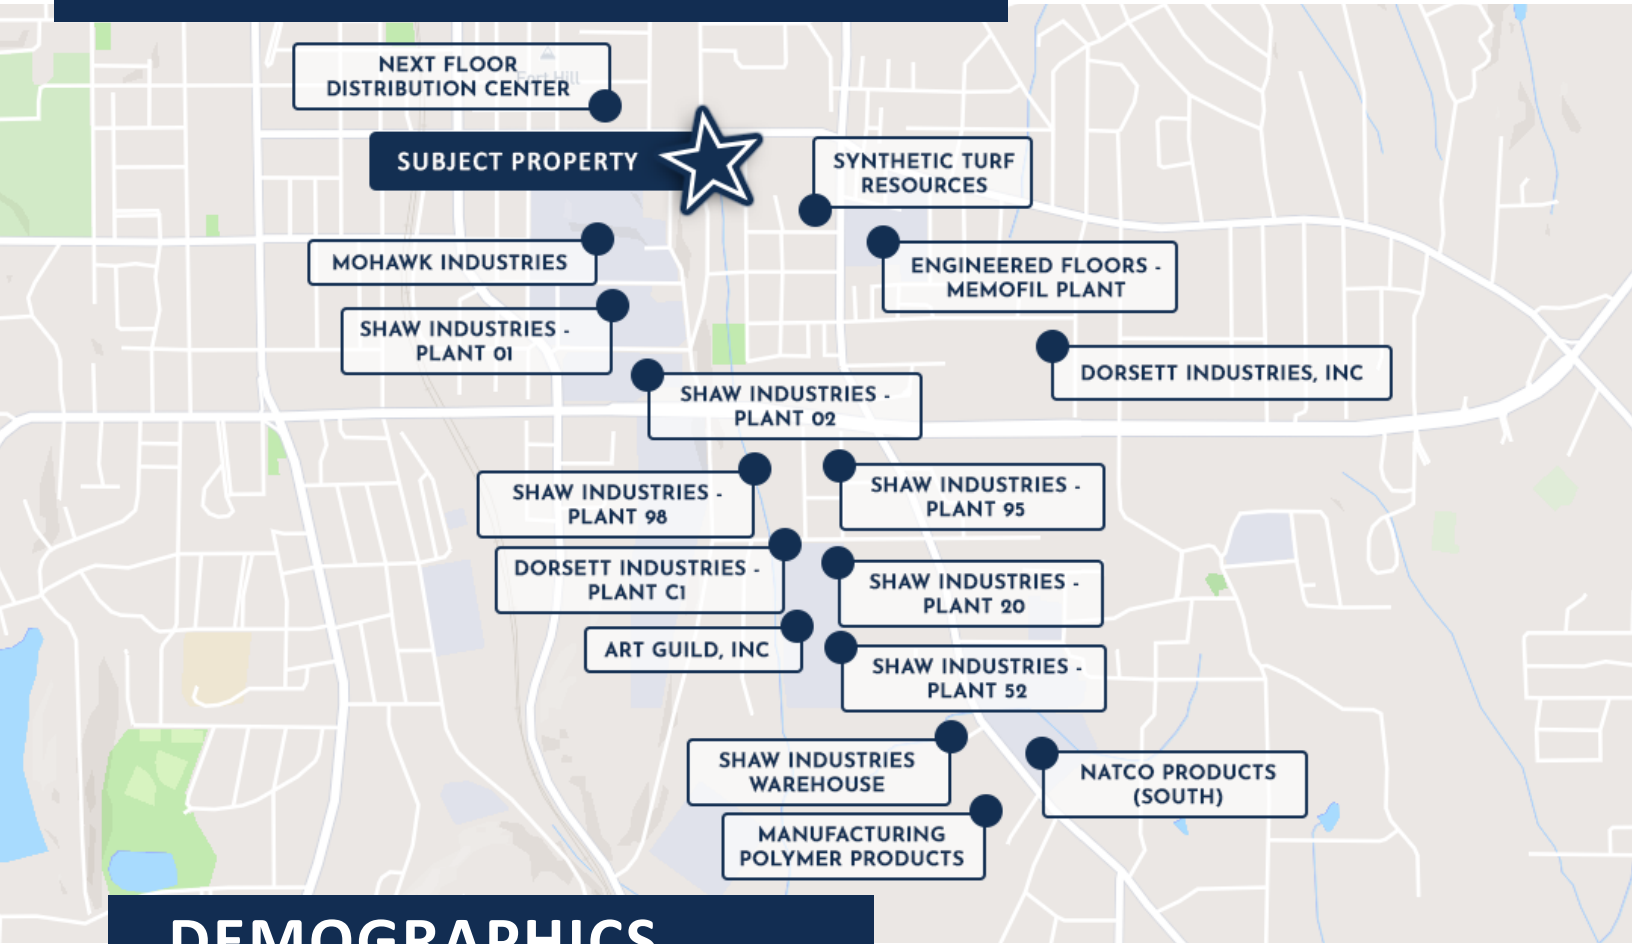 NEXT FLOOR
DISTRIBUTION CENTER
Fort Hill
SUBJECT PROPERTY
SYNTHETIC TURF
RESOURCES
MOHAWK INDUSTRIES
ENGINEERED FLOORS -
MEMOFIL PLANT
SHAW INDUSTRIES -
PLANT 01
DORSETT INDUSTRIES, INC
SHAW INDUSTRIES -
PLANT 02
SHAW INDUSTRIES -
PLANT 98
SHAW INDUSTRIES -
PLANT 95
DORSETT INDUSTRIES -
PLANT C1
SHAW INDUSTRIES -
PLANT 20
ART GUILD, INC
SHAW INDUSTRIES -
PLANT 52
SHAW INDUSTRIES
WAREHOUSE
NATCO PRODUCTS
(SOUTH)
MANUFACTURING
POLYMER PRODUCTS
DEMOGRAPHICS